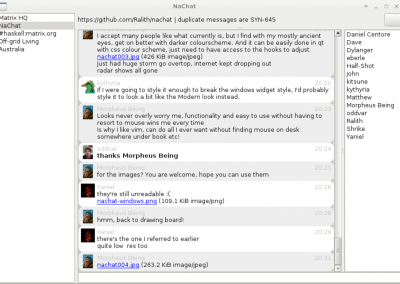 NaChat
Matrix HQ
NaChat
#haskell:matrix.org
Off-grid Living
Australia
https://github.com/Ralith/nachat | duplicate messages are SYN-645
I accept many people like what currently is, but I find with my mostly ancient
eyes, get on better with darker colourscheme. And it can be easily done in qt
with css colour scheme, just need to have access to the hooks to adjust
nachat003.jpg (426 KiB image/jpeg)
just had huge storm go overtop, internet kept dropping out
radar shows all gone
kythyria 20:20
If I were going to style it enough to break the windows widget style, I'd probably
style it to look a bit like the Modern look instead.
Morpheus Being 20:23
Looks never overly worry me, functionality and easy to use without having to
resort to mouse wins me every time
Is why I like vim, can do all I ever want without finding mouse on desk
somewhere under book etc!
oddvar 20:24
thanks Morpheus Being
Morpheus Being 20:25
for the images? You are welcome, hope you can use them
Yaniel 20:28
they're still unreadable :(
nachat-windows.png (109.1 KiB image/png)
Morpheus Being 20:28
hmm, back to drawing board!
Yaniel 20:29
there's the one I referred to earlier
quite low res too
Morpheus Being 20:31
nachat004.jpg (263.2 KiB image/jpeg)
Daniel Centore
Dave
Dylanger
eberle
Half-Shot
john
kitsune
kythyria
Matthew
Morpheus Being
oddvar
Ralith
Shrike
Yaniel